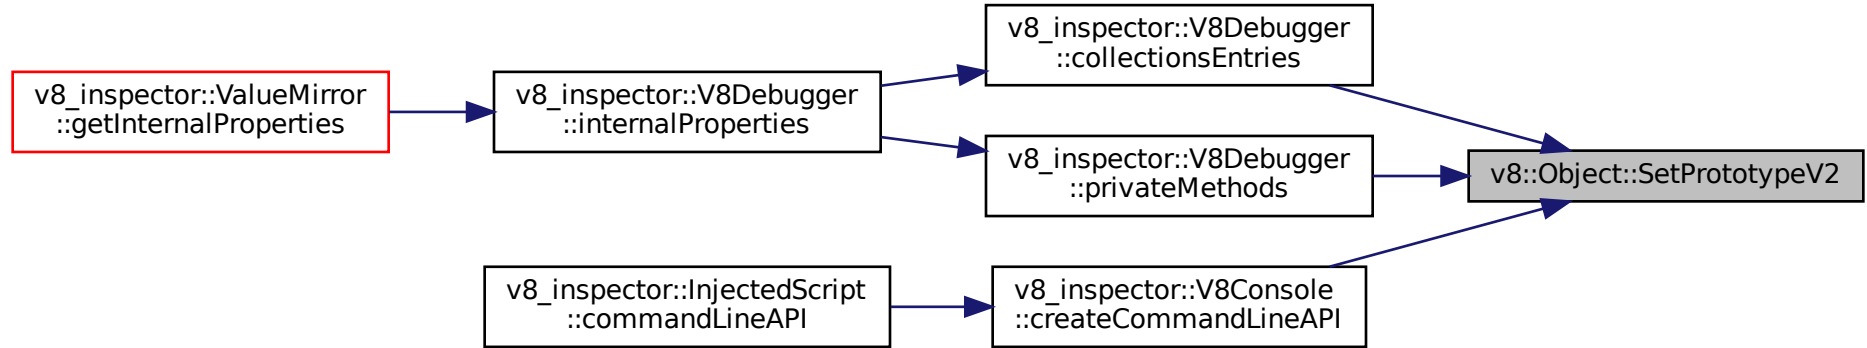 v8_inspector::ValueMirror
::getInternalProperties
v8_inspector::V8Debugger
::internalProperties
v8_inspector::V8Debugger
::collectionsEntries
v8_inspector::V8Debugger
::privateMethods
v8::Object::SetPrototypeV2
v8_inspector::InjectedScript
::commandLineAPI
v8_inspector::V8Console
::createCommandLineAPI